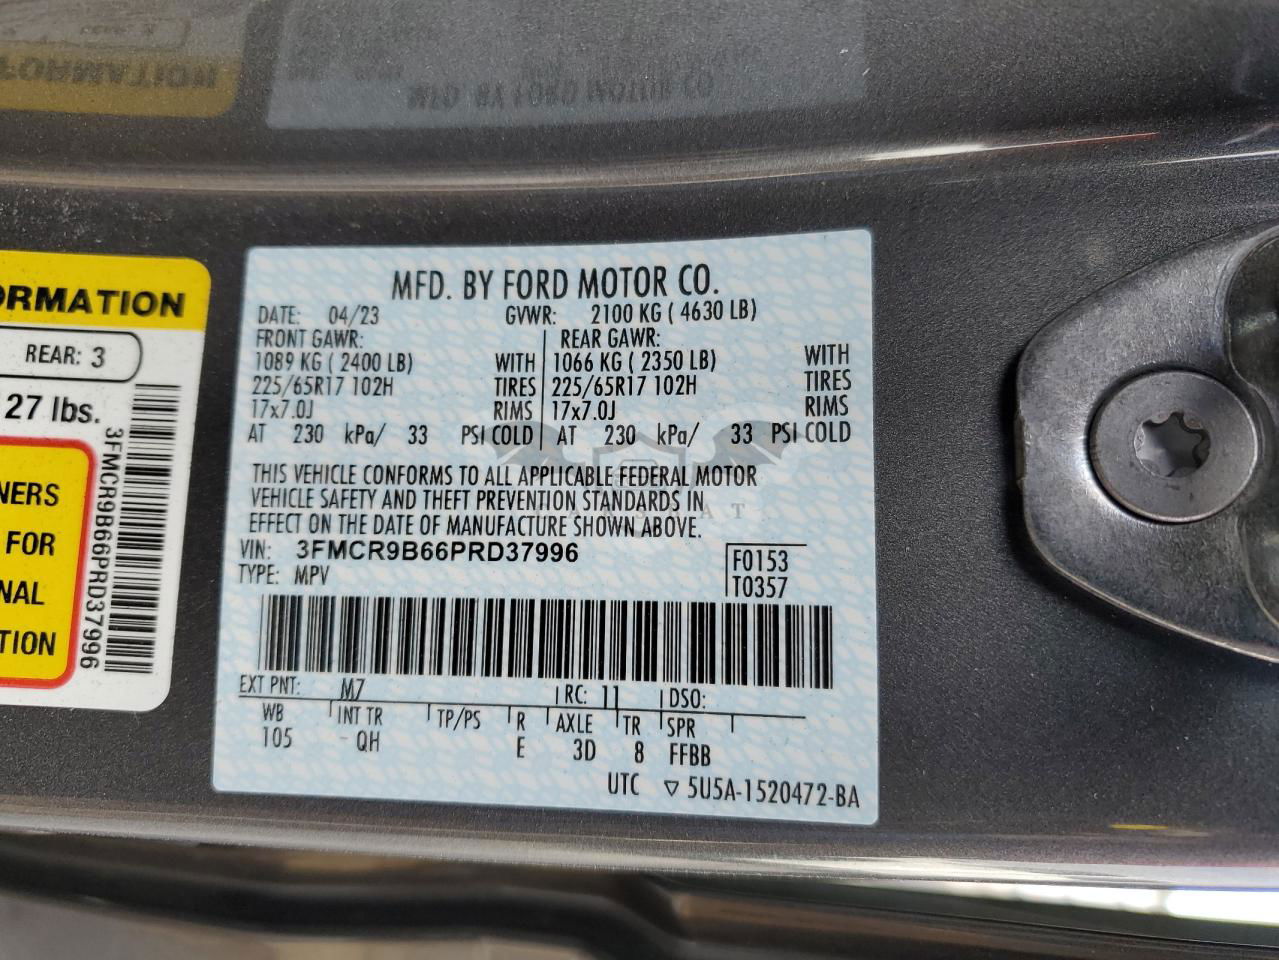 MFD. BY FORD MOTOR CO.
DATE: 04/23 GVWR: 2100 KG ( 4630 LB)
FRONT GAWR: REAR GAWR:
1089 KG ( 2400 LB) WITH 1066 KG ( 2350 LB) WITH
225/65R17 102H TIRES 225/65R17 102H TIRES
17x7.0J RIMS 17x7.0J RIMS
AT 230 kPa/ 33 PSI COLD AT 230 kPa/ 33 PSI COLD
THIS VEHICLE CONFORMS TO ALL APPLICABLE FEDERAL MOTOR
VEHICLE SAFETY AND THEFT PREVENTION STANDARDS IN
EFFECT ON THE DATE OF MANUFACTURE SHOWN ABOVE.
VIN: 3FMCR9B66PRD37996 F0153
TYPE: MPV T0357
EXT PNT: M7 RC: 11 DSO:
WB INT TR TP/PS R AXLE TR SPR
105 QH E 3D 8 FFBB
UTC ▽ 5U5A-1520472-BA
ORMATION
REAR: 3
27 lbs.
NERS
FOR
NAL
TION
3FMCR9B66PRD37996